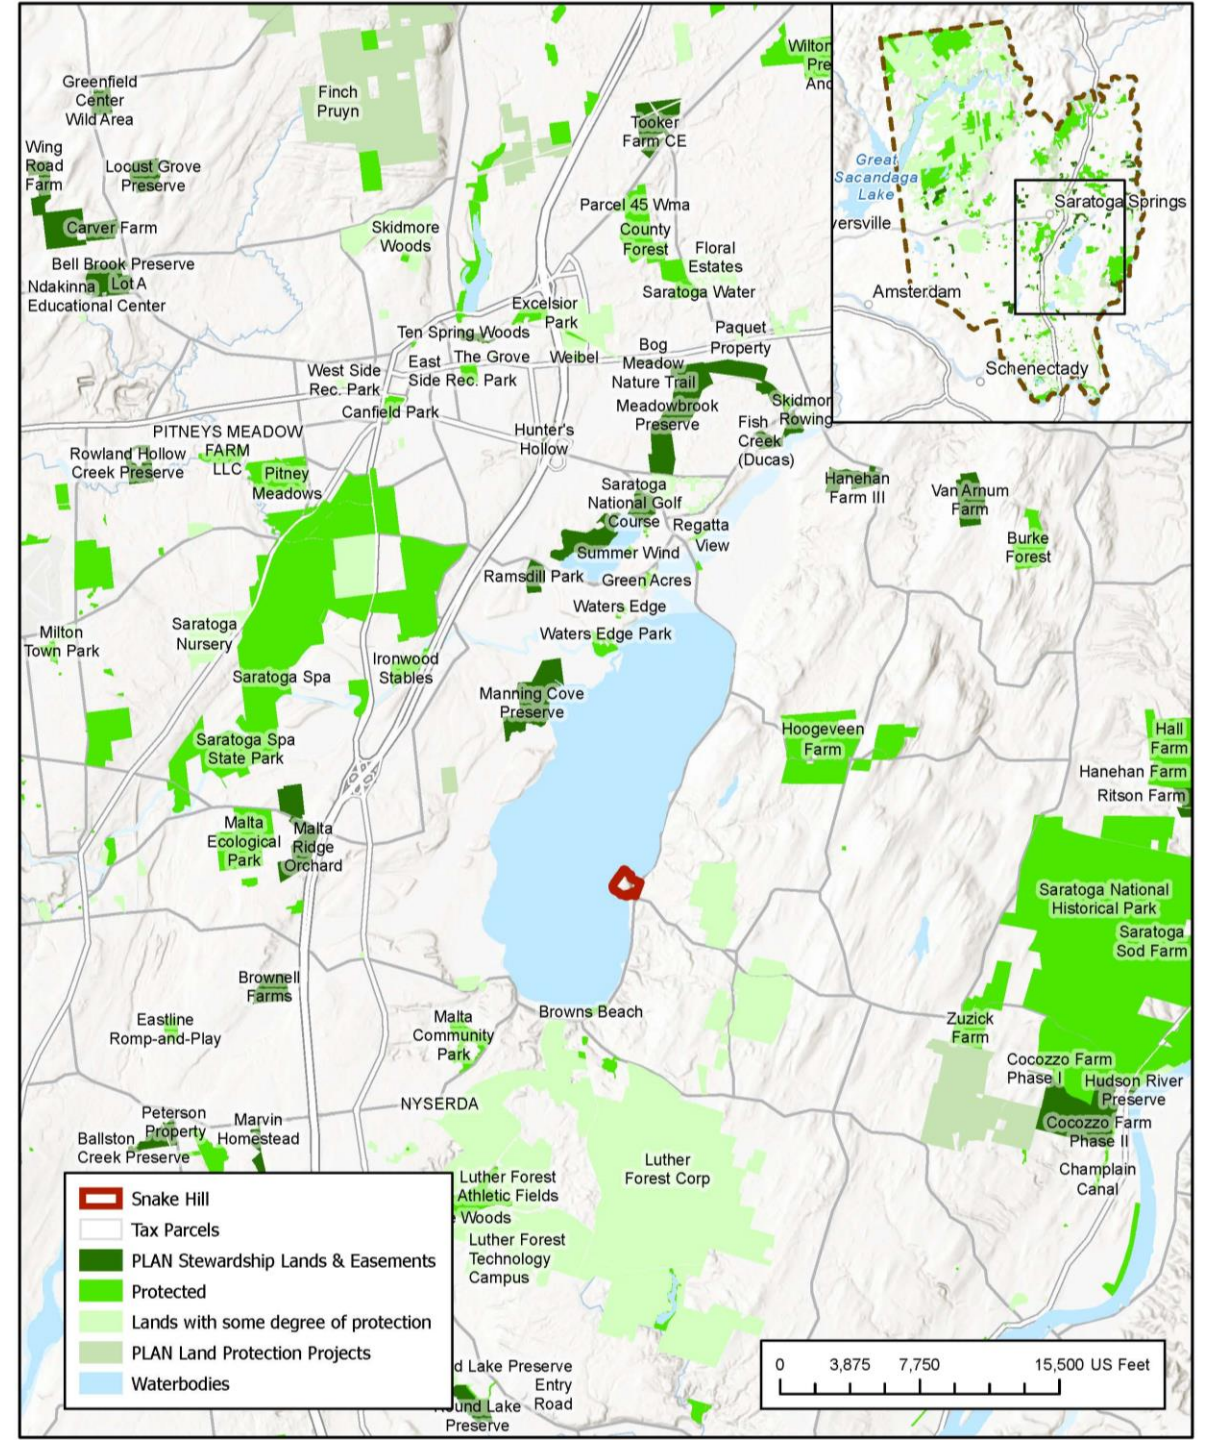 Greenfield
Center
Wild Area
Finch
Pruyn
Wilton
Pre
And
Tooker
Farm CE
Wing
Road
Farm
Locust Grove
Preserve
Carver Farm
Skidmore
Woods
Parcel 45 Wma
County
Forest
Floral
Estates
Saratoga Water
Bell Brook Preserve
Ndakinna
Lot A
Educational Center
Excelsior
Park
Ten Spring Woods
Paquet
Property
Bog
Meadow
Nature Trail
West Side
Rec. Park
East
Side Rec. Park
The Grove
Weibel
Canfield Park
Meadowbrook
Preserve
Skidmor
Rowing
Fish
Creek
(Ducas)
Hunter's
Hollow
PITNEYS MEADOW
FARM
LLC
Rowland Hollow
Creek Preserve
Pitney
Meadows
Saratoga
National Golf
Course
Regatta
View
Hanehan
Farm III
Van Arnum
Farm
Burke
Forest
Summer Wind
Ramsdill Park
Green Acres
Waters Edge
Waters Edge Park
Milton
Town Park
Saratoga
Nursery
Ironwood
Stables
Saratoga Spa
Manning Cove
Preserve
Saratoga Spa
State Park
Hoogeveen
Farm
Hall
Farm
Hanehan Farm
Ritson Farm
Malta
Ecological
Park
Malta
Ridge
Orchard
Saratoga National
Historical Park
Saratoga
Sod Farm
Brownell
Farms
Eastline
Romp-and-Play
Malta
Community
Park
Browns Beach
Zuzick
Farm
Cocozzo Farm
Phase I
Hudson River
Preserve
Cocozzo Farm
Phase II
NYSERDA
Peterson
Property
Marvin
Homestead
Ballston
Creek Preserve
Champlain
Canal
Luther
Forest Corp
Luther Forest
Athletic Fields
e Woods
Luther Forest
Technology
Campus
d Lake Preserve
Entry
Road
ound Lake
Preserve
Snake Hill
Tax Parcels
PLAN Stewardship Lands & Easements
Protected
Lands with some degree of protection
PLAN Land Protection Projects
Waterbodies
0 3,875 7,750 15,500 US Feet
Great
Sacandaga
Lake
Saratoga Springs
versville
Amsterdam
Schenectady